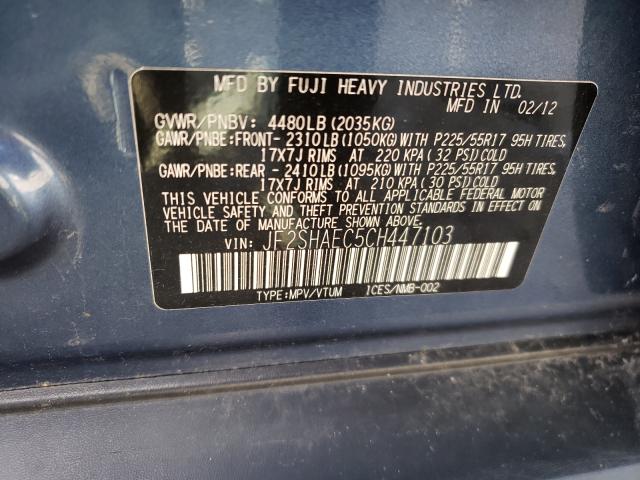 MFD BY FUJI HEAVY INDUSTRIES LTD.
MFD IN 02/12
GVWR/PNBV: 4480LB (2035KG)
GAWR/PNBE:FRONT- 2310LB (1050KG) WITH P225/55R17 95H TIRES,
17X7J RIMS AT 220 KPA ( 32 PSI) COLD
GAWR/PNBE:REAR - 2410LB (1095KG) WITH P225/55R17 95H TIRES,
17X7J RIMS AT 210 KPA ( 30 PSI) COLD
THIS VEHICLE CONFORMS TO ALL APPLICABLE FEDERAL MOTOR
VEHICLE SAFETY AND THEFT PREVENTION STANDARDS IN EFFECT ON
THE DATE OF MANUFACTURE SHOWN ABOVE.
VIN: JF2SHAEC5CH447103
TYPE:MPV/VTUM ICES/NMB-002